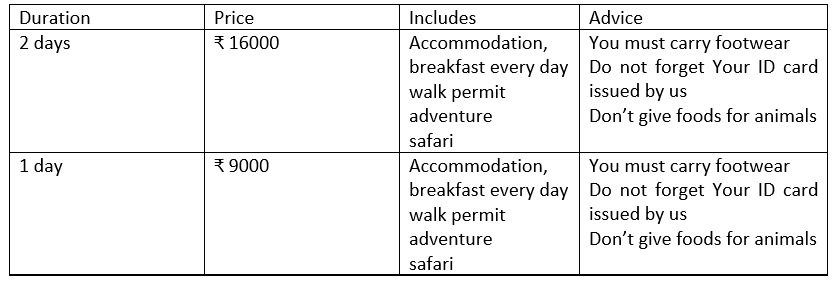 Duration Price Includes Advice
2 days ₹ 16000 Accommodation, You must carry footwear
breakfast every day Do not forget Your ID card
walk permit issued by us
adventure Don’t give foods for animals
safari
1 day ₹ 9000 Accommodation, You must carry footwear
breakfast every day Do not forget Your ID card
walk permit issued by us
adventure Don’t give foods for animals
safari